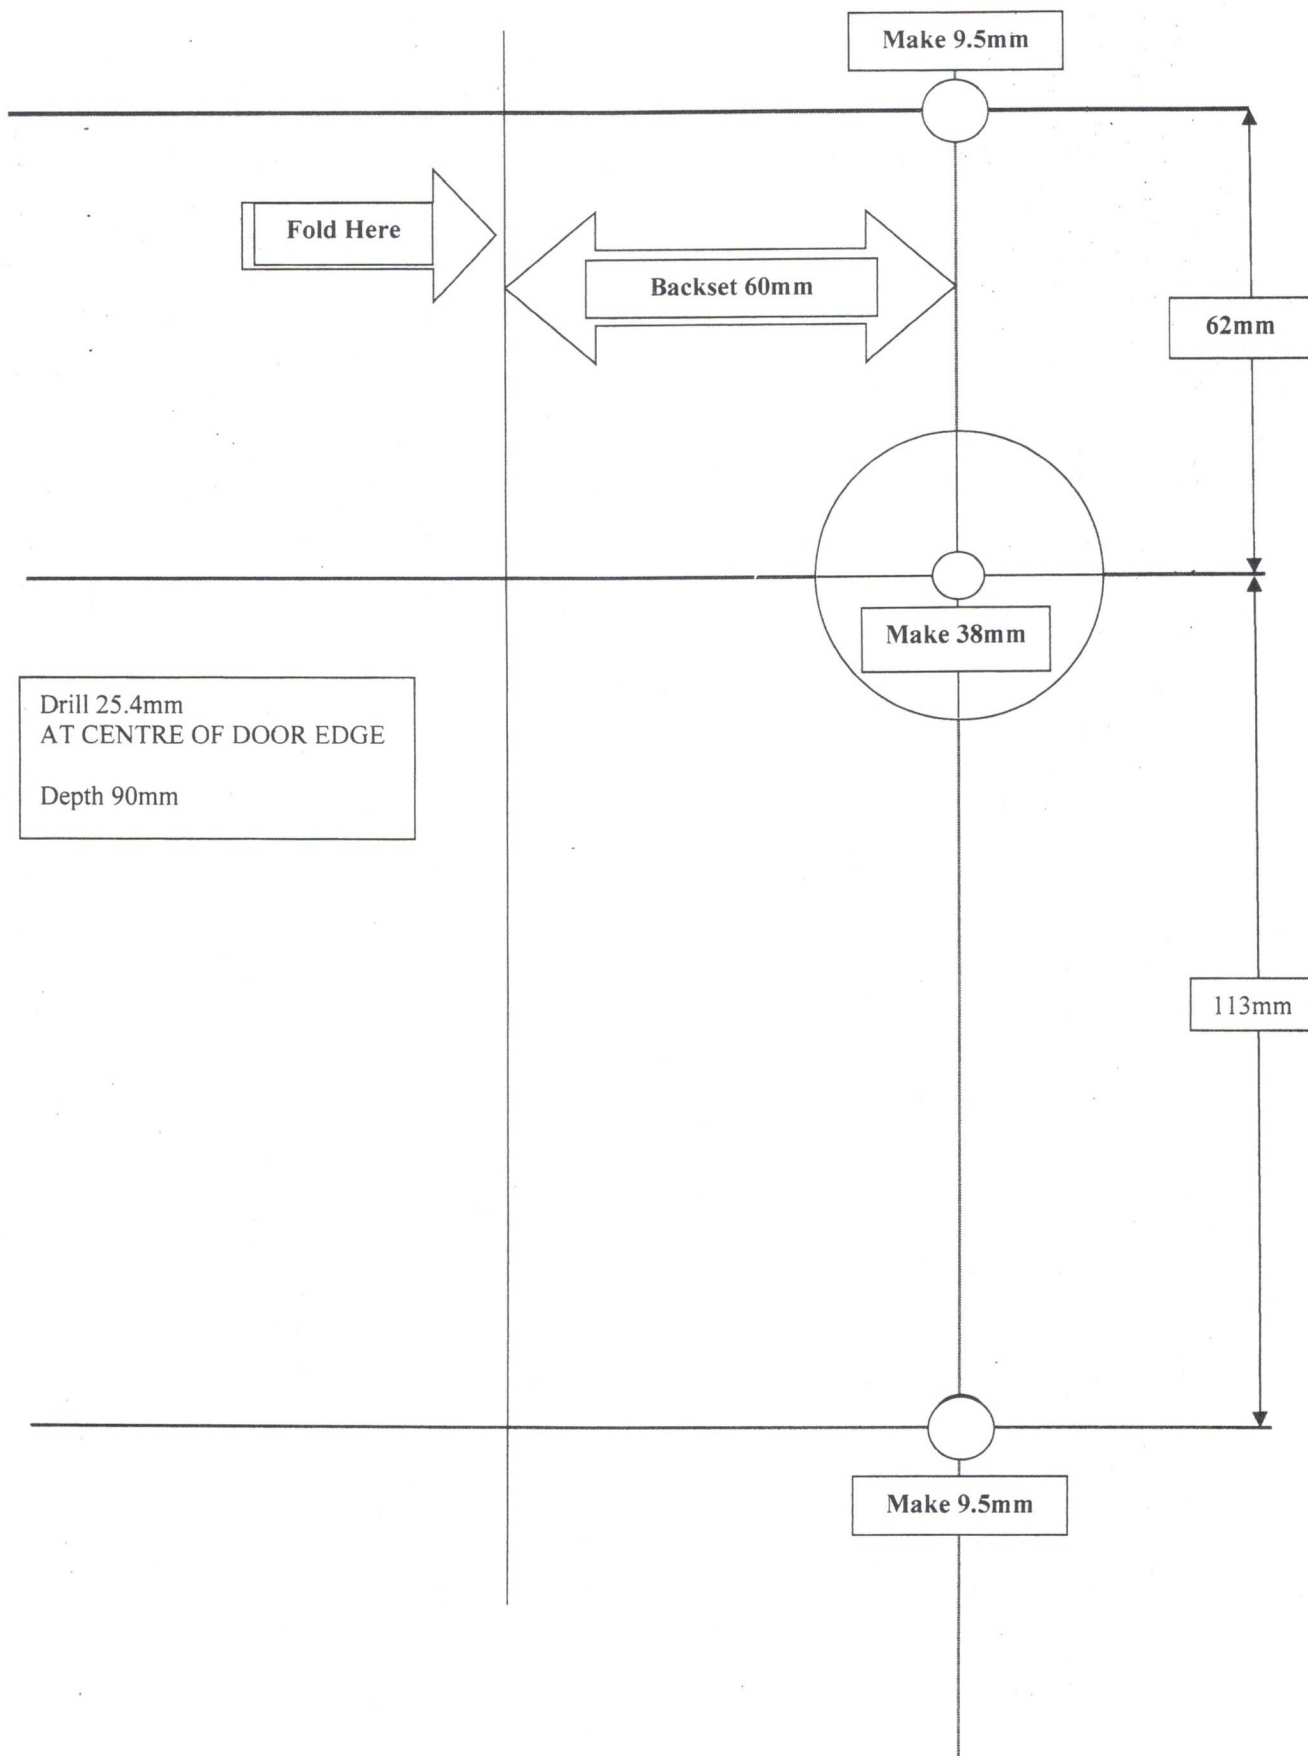 Make 9.5mm
Fold Here
Backset 60mm
62mm
Make 38mm
Drill 25.4mm
AT CENTRE OF DOOR EDGE
Depth 90mm
113mm
Make 9.5mm